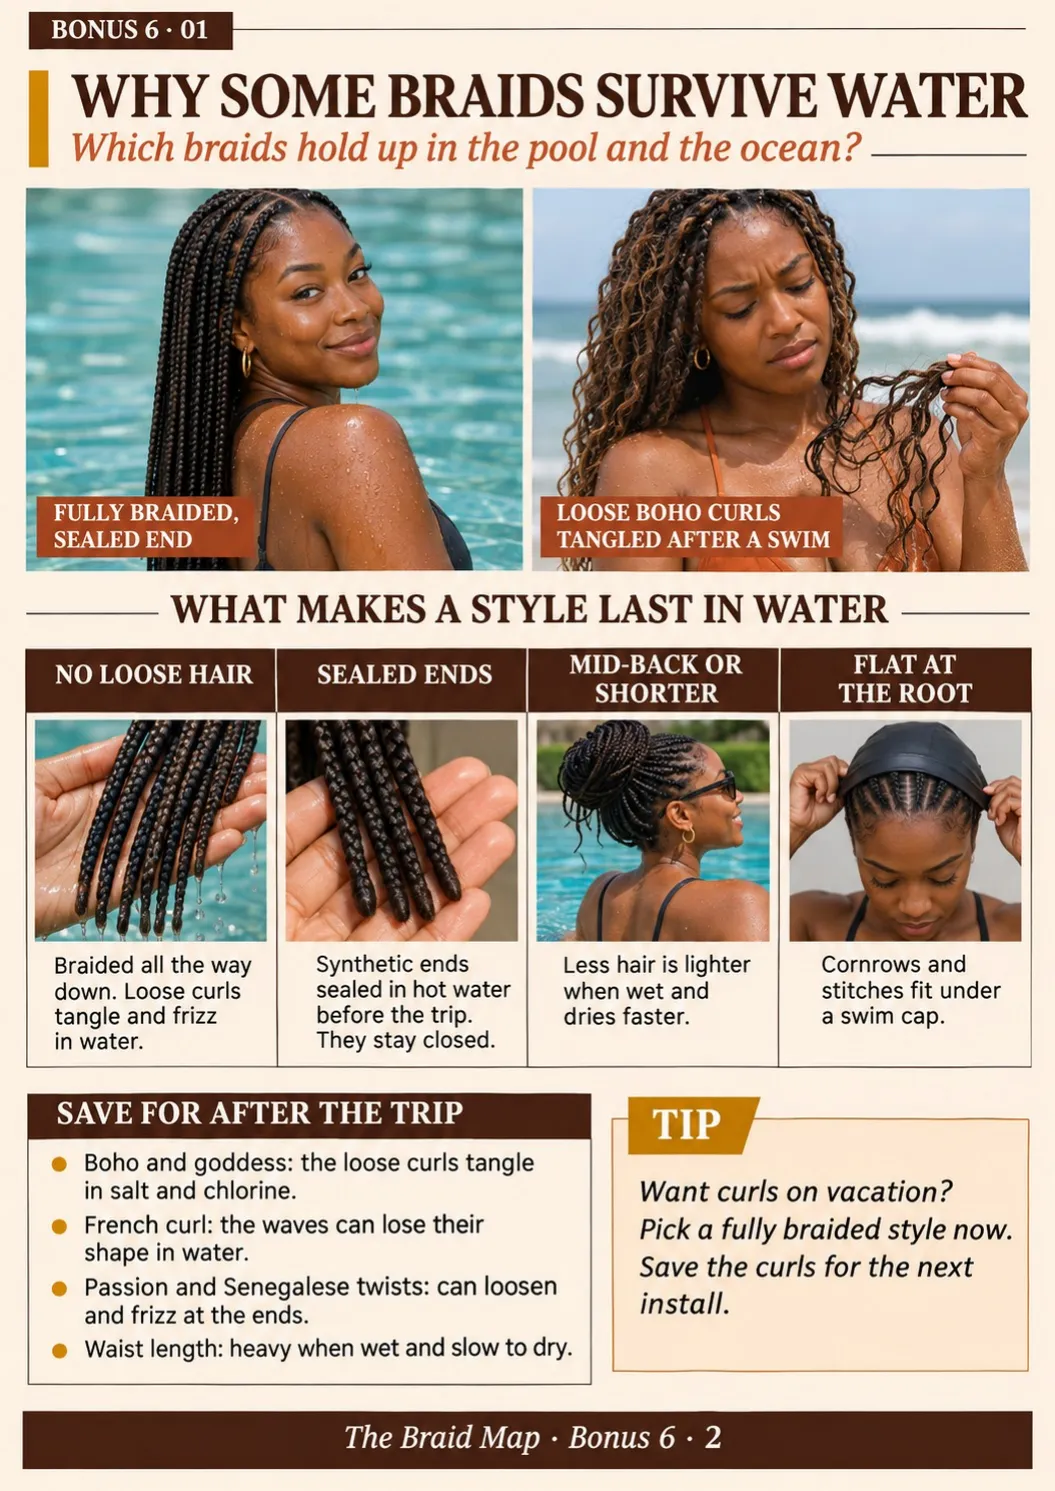 BONUS 6 · 01
WHY SOME BRAIDS SURVIVE WATER
Which braids hold up in the pool and the ocean?
FULLY BRAIDED,
SEALED END
LOOSE BOHO CURLS
TANGLED AFTER A SWIM
WHAT MAKES A STYLE LAST IN WATER
NO LOOSE HAIR
Braided all the way
down. Loose curls
tangle and frizz
in water.
SEALED ENDS
Synthetic ends
sealed in hot water
before the trip.
They stay closed.
MID-BACK OR
SHORTER
Less hair is lighter
when wet and
dries faster.
FLAT AT
THE ROOT
Cornrows and
stitches fit under
a swim cap.
SAVE FOR AFTER THE TRIP
Boho and goddess: the loose curls tangle
in salt and chlorine.
French curl: the waves can lose their
shape in water.
Passion and Senegalese twists: can loosen
and frizz at the ends.
Waist length: heavy when wet and slow to dry.
TIP
Want curls on vacation?
Pick a fully braided style now.
Save the curls for the next
install.
The Braid Map · Bonus 6 · 2